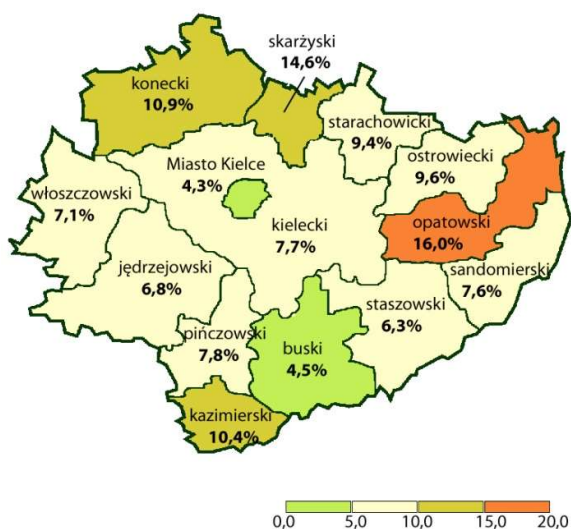 skarżyski
14,6%
konecki
10,9%
starachowicki
9,4%
ostrowiecki
9,6%
Miasto Kielce
4,3%
włoszczowski
7,1%
kielecki
7,7%
opatowski
16,0%
sandomierski
7,6%
jędrzejowski
6,8%
staszowski
6,3%
pińczowski
7,8%
buski
4,5%
kazimierski
10,4%
0,0 5,0 10,0 15,0 20,0